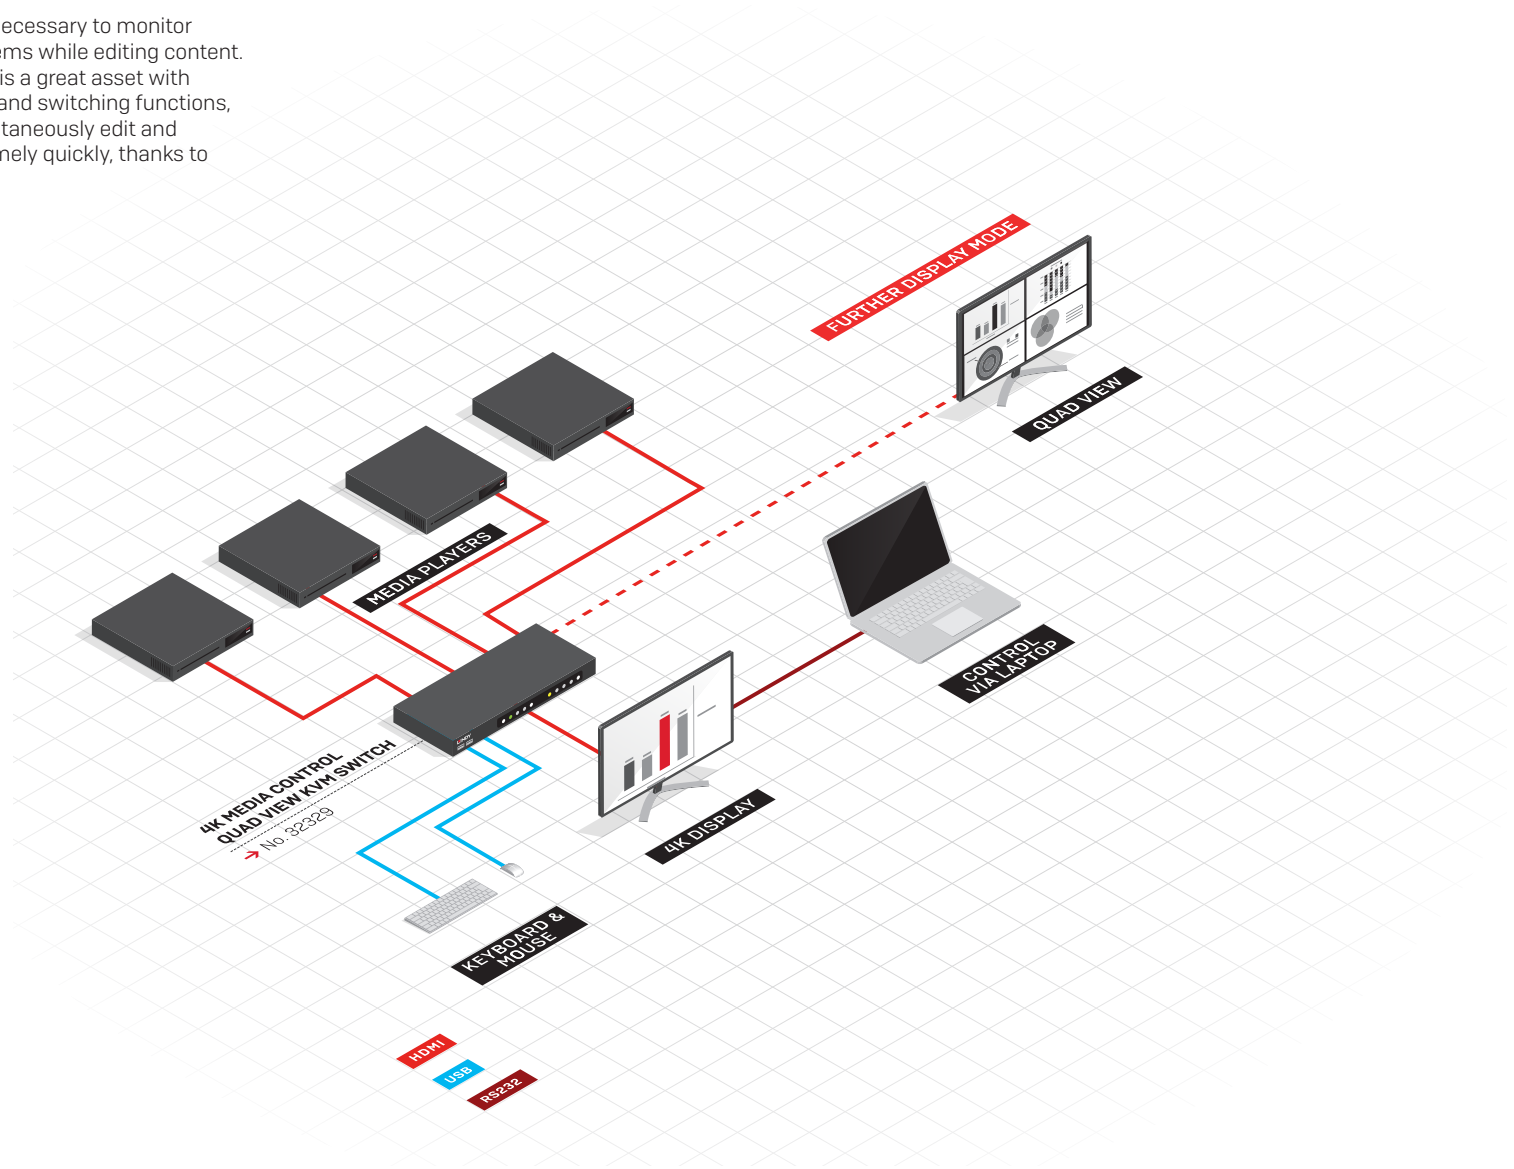 ecessary to monitor
ems while editing content.
is a great asset with
and switching functions,
taneously edit and
mely quickly, thanks to
FURTHER DISPLAY MODE
QUAD VIEW
MEDIA PLAYERS
CONTROL
VIA LAPTOP
LINDY
4K MEDIA CONTROL
QUAD VIEW KVM SWITCH
No. 32329
4K DISPLAY
KEYBOARD &
MOUSE
HDMI
USB
RS232